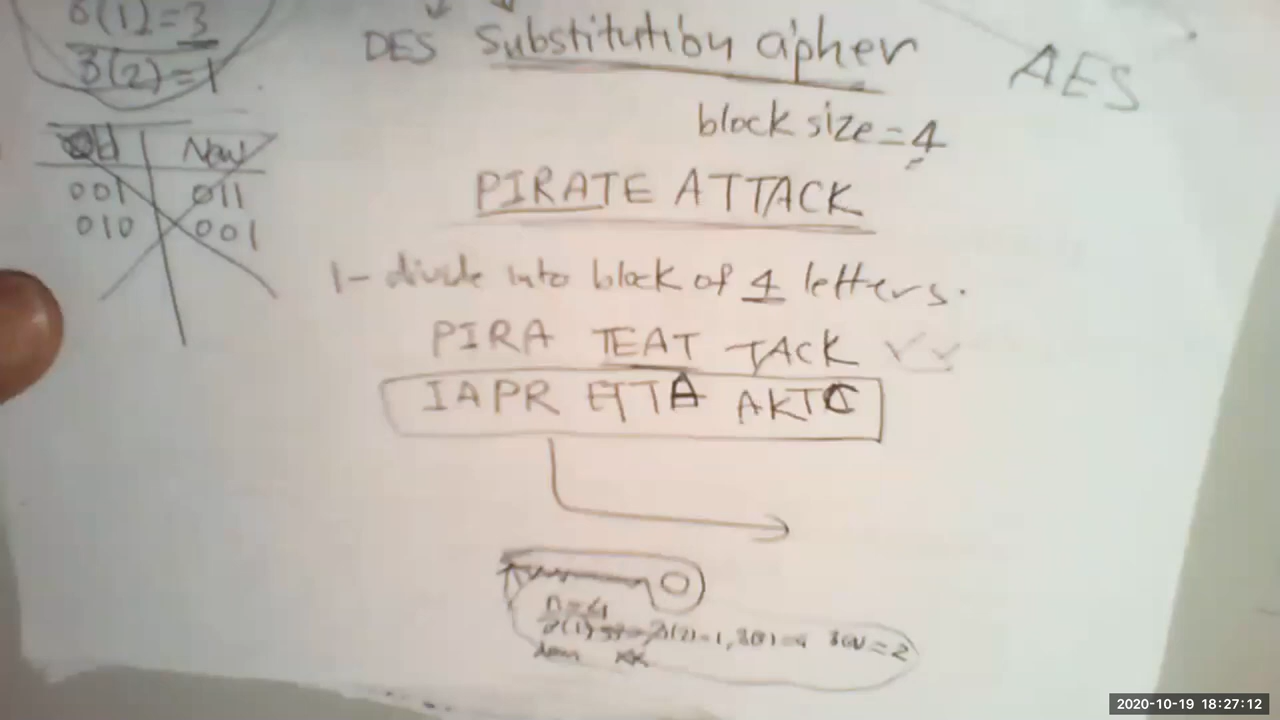 8(1)=3
3(2)=1
Old New
001 011
010 001
DES Substitution cipher
AES
block size=4
PIRATE ATTACK
1- divide into block of 4 letters.
PIRA TEAT TACK
IAPR ETTA AKTC
n=4
3(2)=1,
=2
2020-10-19 18:27:12